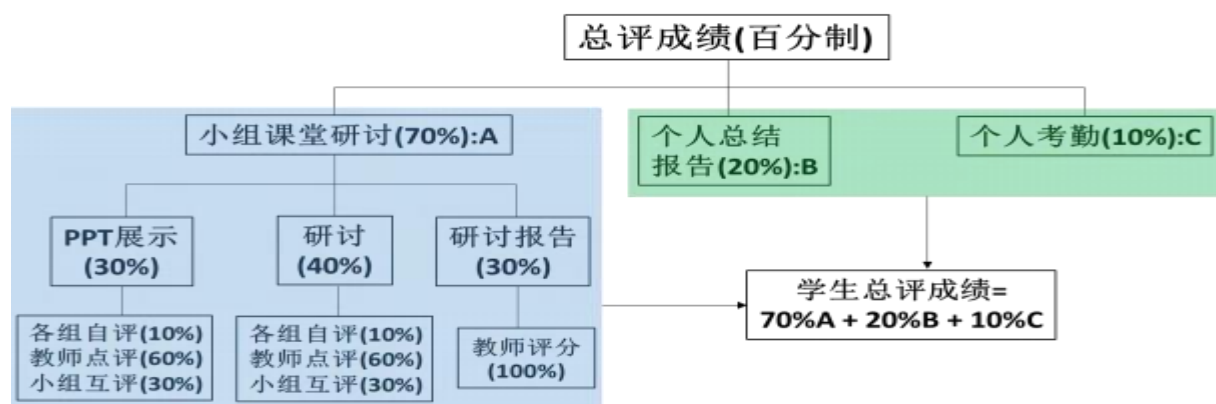 总评成绩(百分制)
小组课堂研讨(70%):A
个人总结
报告(20%):B
个人考勤(10%):C
PPT展示
(30%)
研讨
(40%)
研讨报告
(30%)
各组自评(10%)
教师点评(60%)
小组互评(30%)
各组自评(10%)
教师点评(60%)
小组互评(30%)
教师评分
(100%)
学生总评成绩=
70%A + 20%B + 10%C